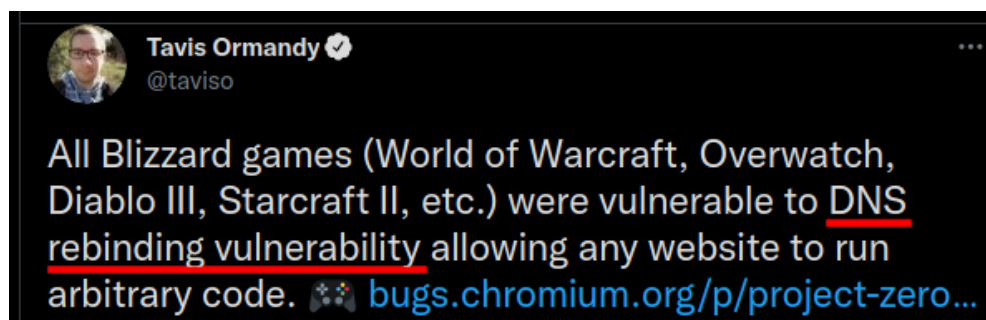 Tavis Ormandy
@taviso
All Blizzard games (World of Warcraft, Overwatch,
Diablo III, Starcraft II, etc.) were vulnerable to DNS
rebinding vulnerability allowing any website to run
arbitrary code. 🎮 bugs.chromium.org/p/project-zero...